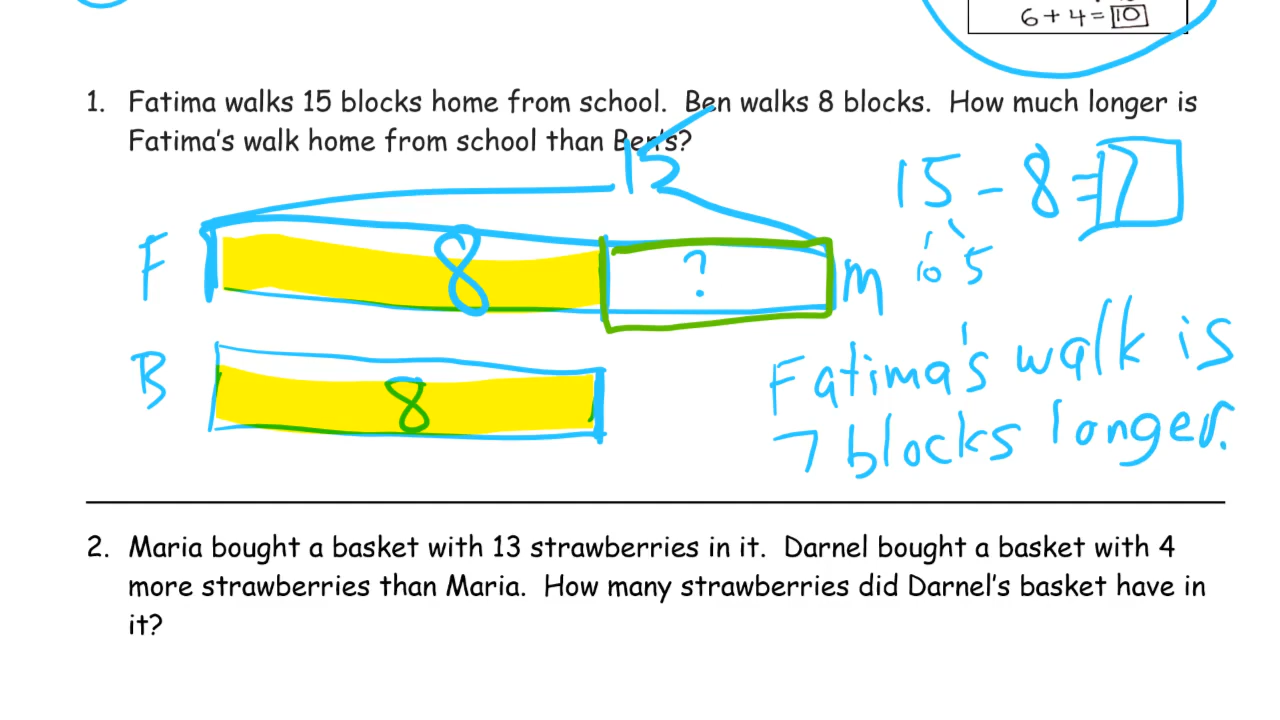 6 + 4 = 10
1. Fatima walks 15 blocks home from school. Ben walks 8 blocks. How much longer is
Fatima's walk home from school than Ben's?
15
15 - 8 = 7
10 5
F 8 ? M
B 8
Fatima's walk is
7 blocks longer.
2. Maria bought a basket with 13 strawberries in it. Darnel bought a basket with 4
more strawberries than Maria. How many strawberries did Darnel's basket have in
it?